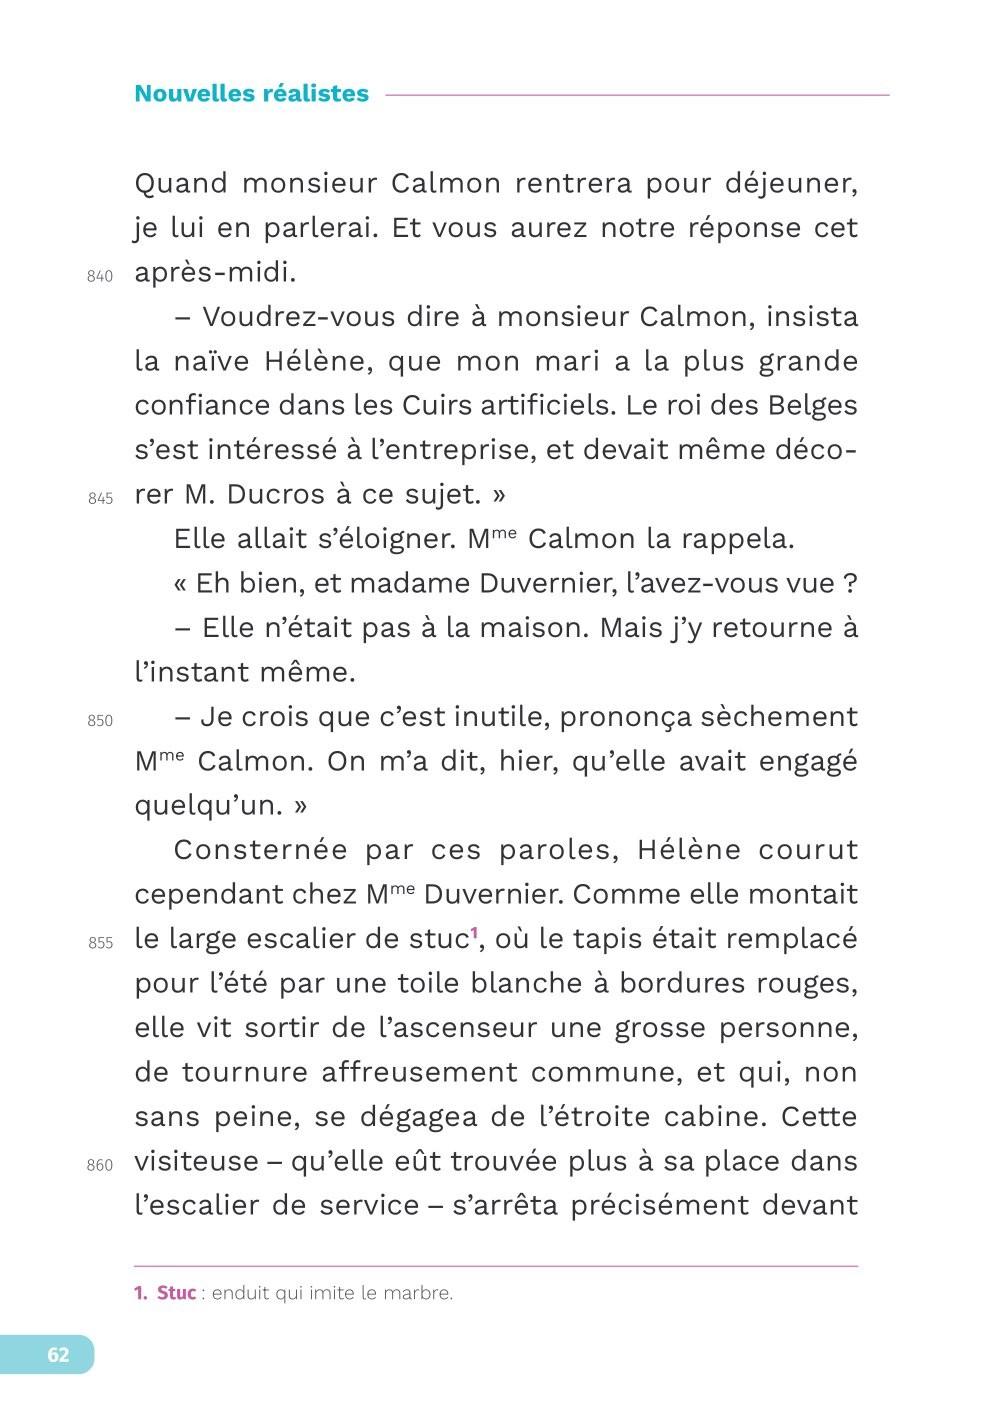 Nouvelles réalistes
Quand monsieur Calmon rentrera pour déjeuner,
je lui en parlerai. Et vous aurez notre réponse cet
840 après-midi.
– Voudrez-vous dire à monsieur Calmon, insista
la naïve Hélène, que mon mari a la plus grande
confiance dans les Cuirs artificiels. Le roi des Belges
s’est intéressé à l’entreprise, et devait même déco-
845 rer M. Ducros à ce sujet. »
Elle allait s’éloigner. Mme Calmon la rappela.
« Eh bien, et madame Duvernier, l’avez-vous vue ?
– Elle n’était pas à la maison. Mais j’y retourne à
l’instant même.
850 – Je crois que c’est inutile, prononça sèchement
Mme Calmon. On m’a dit, hier, qu’elle avait engagé
quelqu’un. »
Consternée par ces paroles, Hélène courut
cependant chez Mme Duvernier. Comme elle montait
855 le large escalier de stuc1, où le tapis était remplacé
pour l’été par une toile blanche à bordures rouges,
elle vit sortir de l’ascenseur une grosse personne,
de tournure affreusement commune, et qui, non
sans peine, se dégagea de l’étroite cabine. Cette
860 visiteuse – qu’elle eût trouvée plus à sa place dans
l’escalier de service – s’arrêta précisément devant
1. Stuc : enduit qui imite le marbre.
62